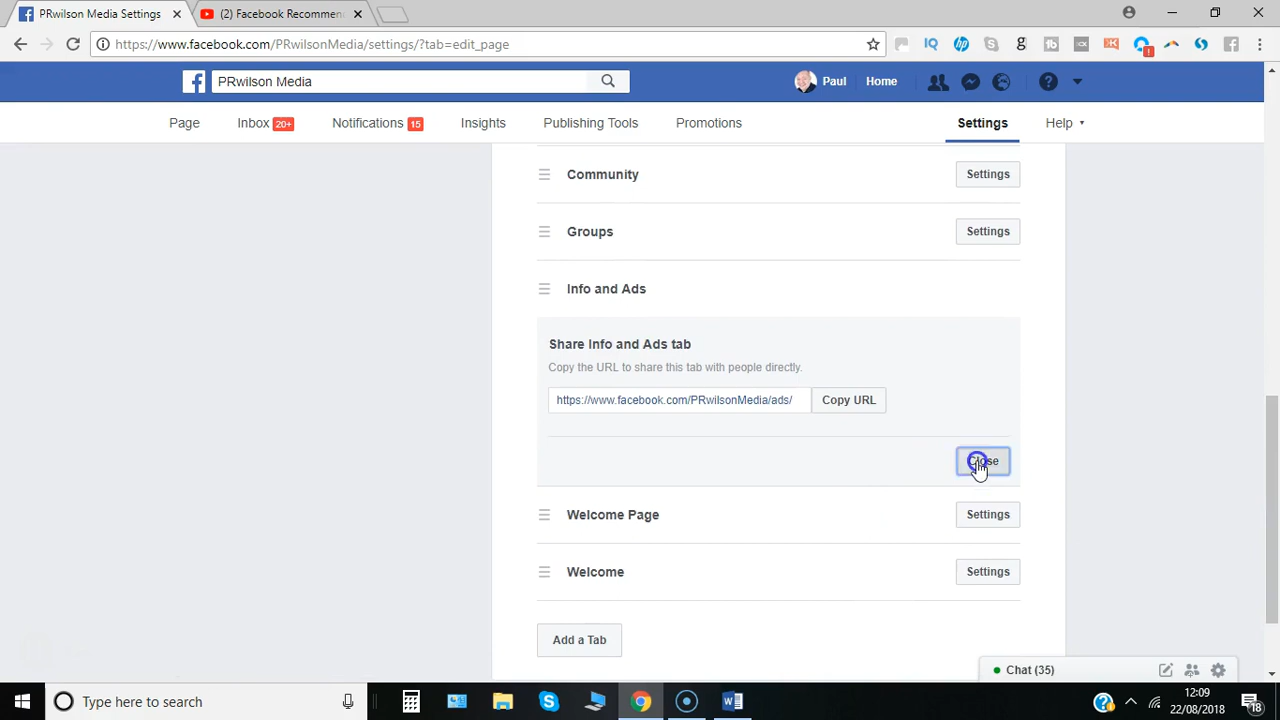 PRwilson Media Settings
(2) Facebook Recommen
https://www.facebook.com/PRwilsonMedia/settings/?tab=edit_page
PRwilson Media
Paul
Home
Page
Inbox 20+
Notifications 15
Insights
Publishing Tools
Promotions
Settings
Help
Community
Settings
Groups
Settings
Info and Ads
Share Info and Ads tab
Copy the URL to share this tab with people directly.
https://www.facebook.com/PRwilsonMedia/ads/
Copy URL
Close
Welcome Page
Settings
Welcome
Settings
Add a Tab
Chat (35)
Type here to search
12:09
22/08/2018
18